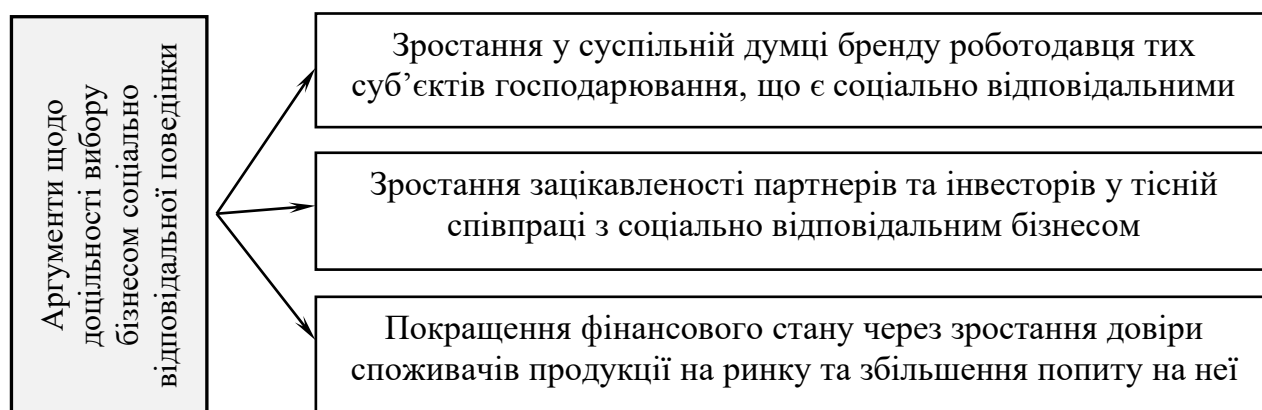 Аргументи щодо
доцільності вибору
бізнесом соціально
відповідальної поведінки
Зростання у суспільній думці бренду роботодавця тих
суб’єктів господарювання, що є соціально відповідальними
Зростання зацікавленості партнерів та інвесторів у тісній
співпраці з соціально відповідальним бізнесом
Покращення фінансового стану через зростання довіри
споживачів продукції на ринку та збільшення попиту на неї